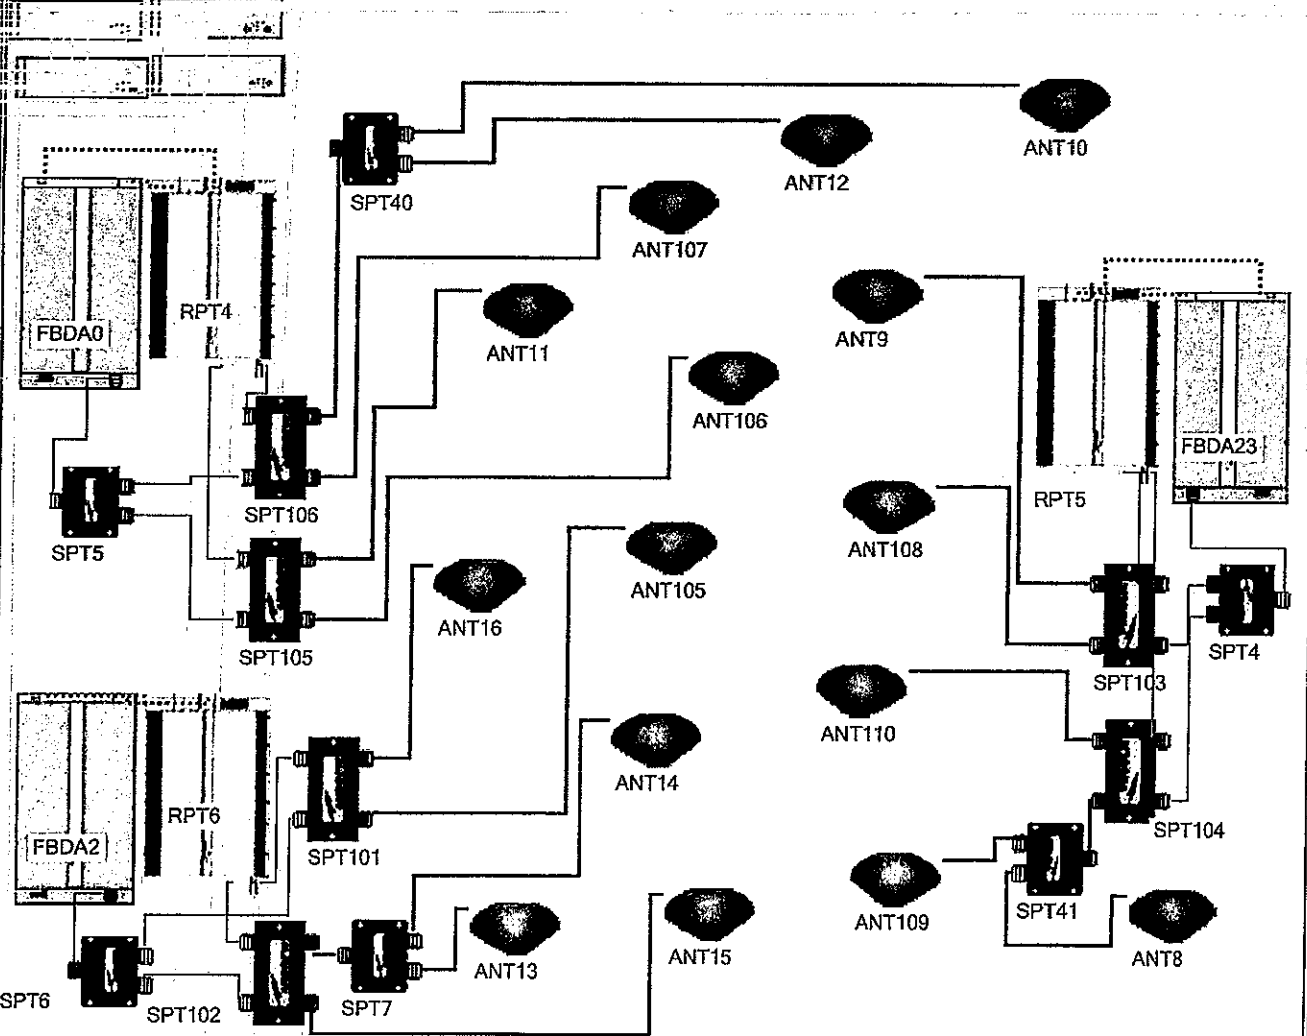 ANT10
ANT12
SPT40
ANT107
RPT4
FBDA0
ANT11
ANT9
ANT106
FBDA23
RPT5
SPT106
SPT5
ANT108
ANT105
ANT16
SPT105
SPT4
SPT103
ANT110
ANT14
RPT6
FBDA2
SPT101
SPT104
ANT109
SPT41
ANT15
ANT13
ANT8
SPT6
SPT102
SPT7